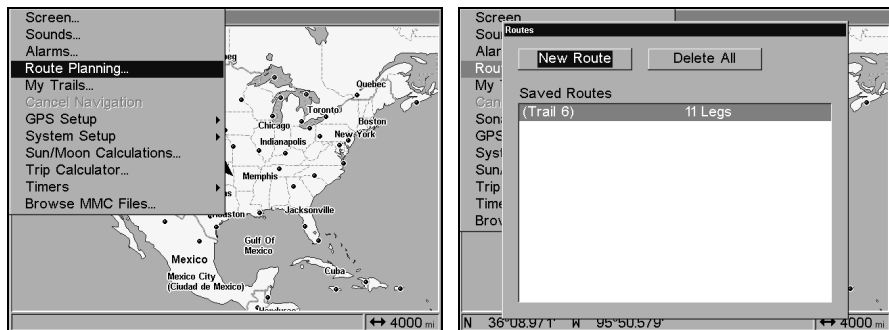 Screen...
Sounds...
Alarms...
Route Planning...
My Trails...
Cancel Navigation
GPS Setup
System Setup
Sun/Moon Calculations...
Trip Calculator...
Timers
Browse MMC Files...
Quebec
Toronto
Boston
Chicago
New York
Indianapolis
Memphis
Jacksonville
Gulf Of
Mexico
Mexico
Mexico City
(Ciudad de Mexico)
Cuba
↔ 4000 mi
Screen
Routes
New Route
Delete All
Saved Routes
(Trail 6) 11 Legs
N 36°08.971' W 95°50.579'
↔ 4000 mi